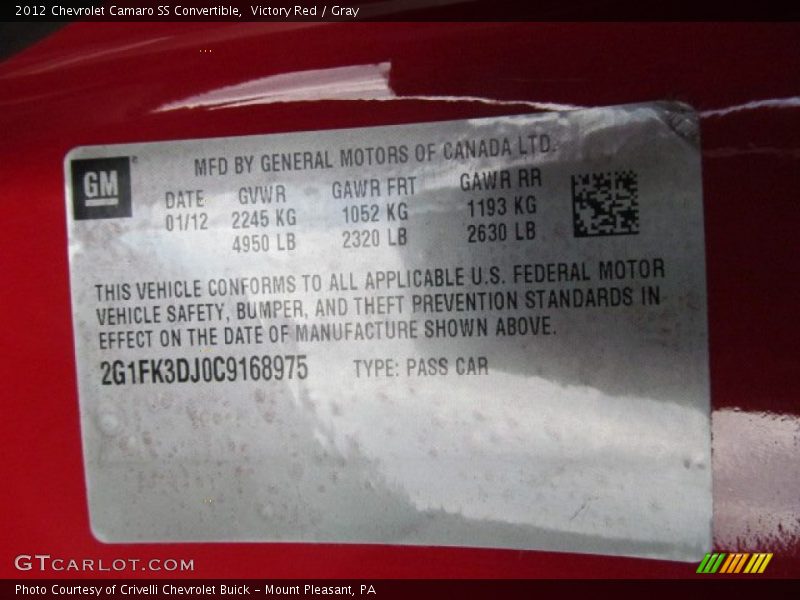 2012 Chevrolet Camaro SS Convertible, Victory Red / Gray
GM
MFD BY GENERAL MOTORS OF CANADA LTD.
DATE GVWR GAWR FRT GAWR RR
01/12 2245 KG 1052 KG 1193 KG
4950 LB 2320 LB 2630 LB
THIS VEHICLE CONFORMS TO ALL APPLICABLE U.S. FEDERAL MOTOR
VEHICLE SAFETY, BUMPER, AND THEFT PREVENTION STANDARDS IN
EFFECT ON THE DATE OF MANUFACTURE SHOWN ABOVE.
2G1FK3DJ0C9168975 TYPE: PASS CAR
GTCARLOT.COM
Photo Courtesy of Crivelli Chevrolet Buick - Mount Pleasant, PA